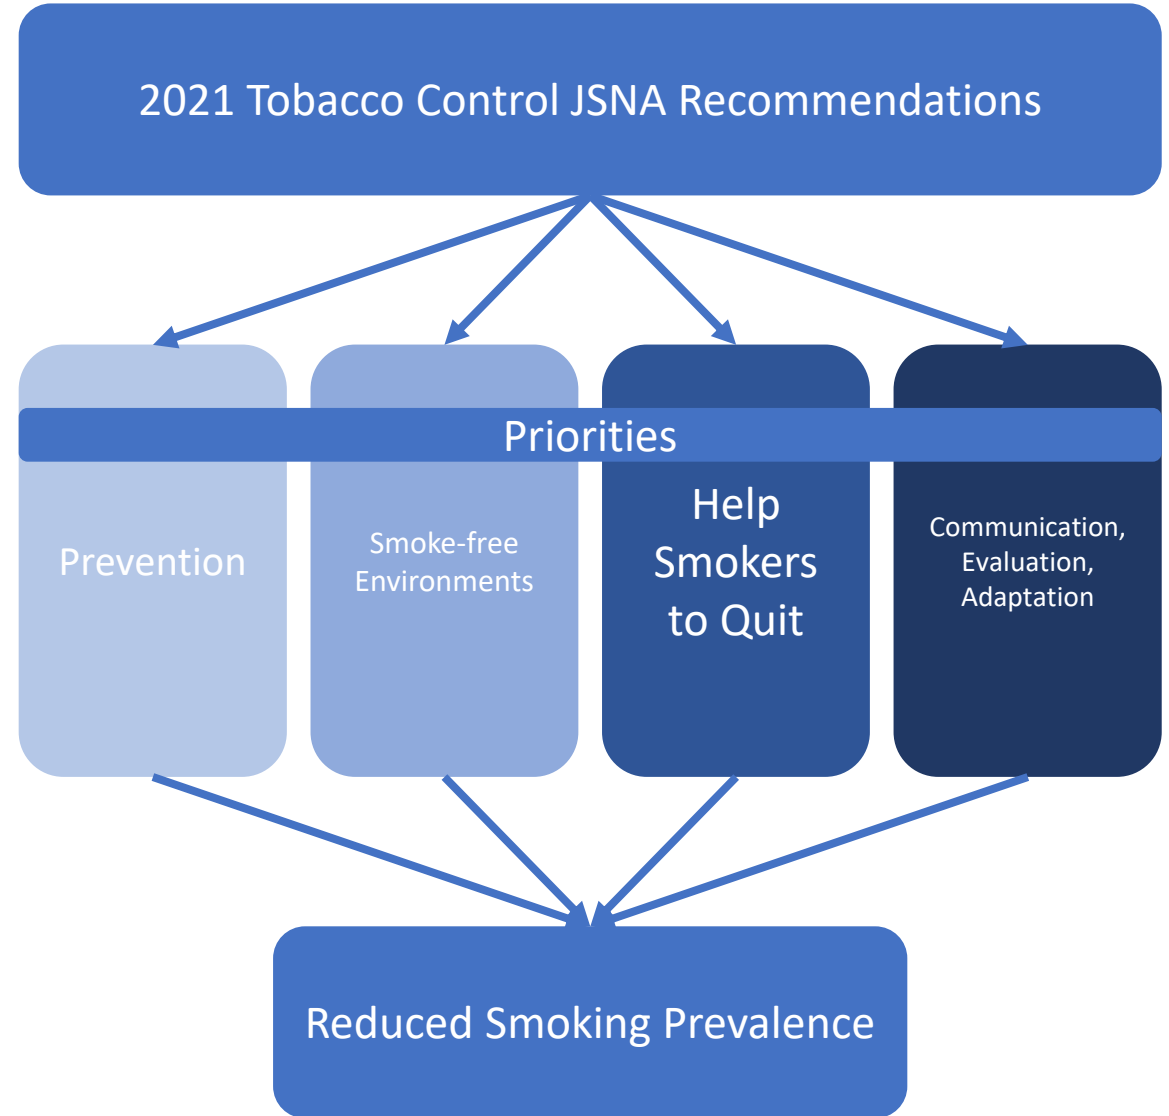 2021 Tobacco Control JSNA Recommendations
Priorities
Prevention
Smoke-free
Environments
Help
Smokers
to Quit
Communication,
Evaluation,
Adaptation
Reduced Smoking Prevalence